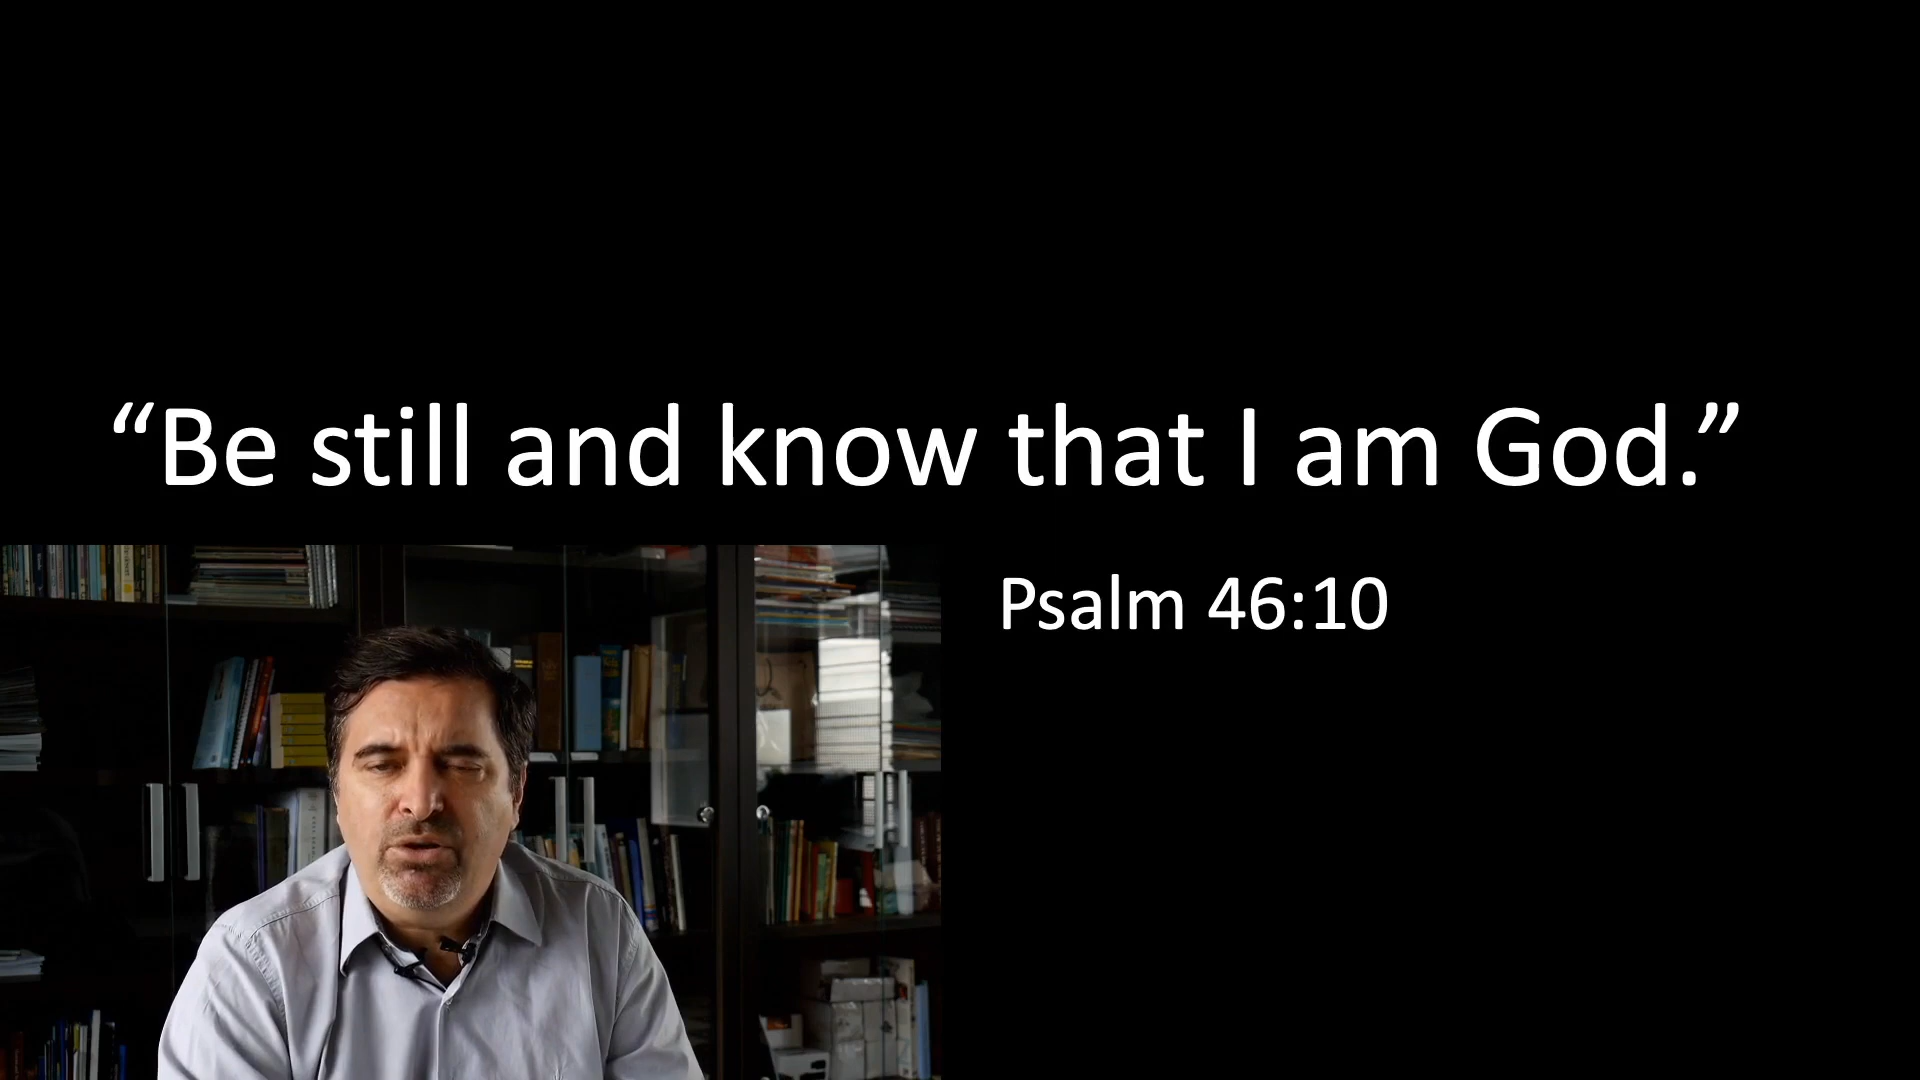 “Be still and know that I am God.”
Psalm 46:10